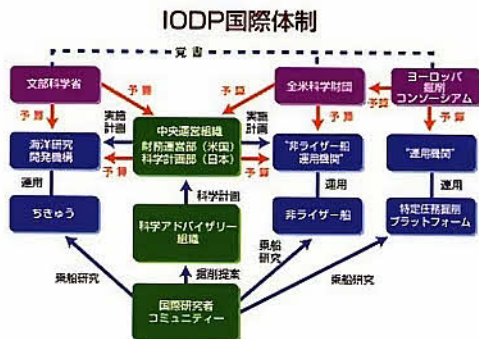 IODP国際体制
覚書
文部科学省
全米科学財団
ヨーロッパ
掘削
コンソーシアム
予算
予算
予算
予算
予算
予算
実施
計画
実施
計画
海洋研究
開発機構
中央運営組織
財務運営部（米国）
科学計画部（日本）
"非ライザー船
運用機関"
"運用機関"
予算
予算
運用
科学計画
運用
運用
ちきゅう
科学アドバイザリー
組織
非ライザー船
特定任務掘削
プラットフォーム
乗船研究
掘削提案
乗船
研究
乗船研究
国際研究者
コミュニティー